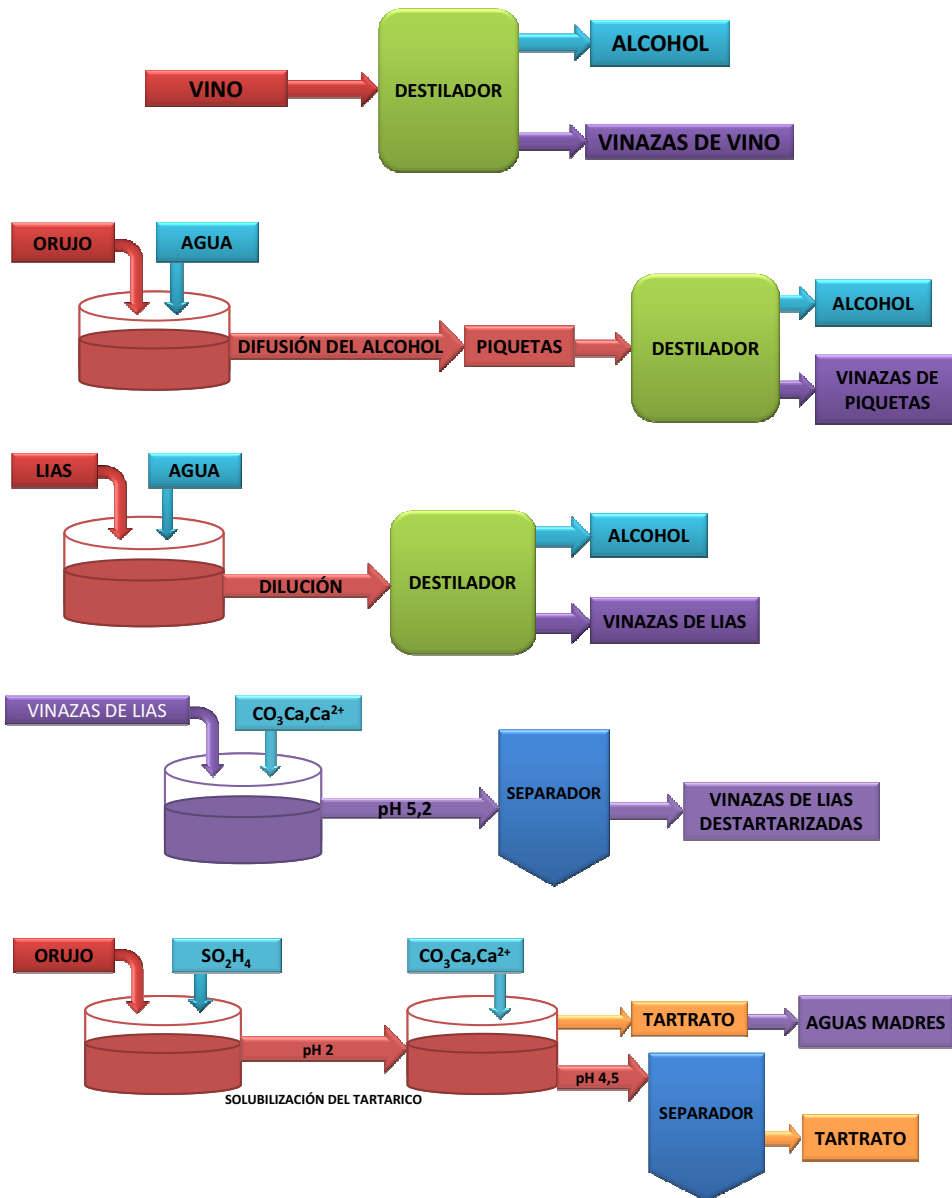 VINO
DESTILADOR
ALCOHOL
VINAZAS DE VINO
ORUJO
AGUA
DIFUSIÓN DEL ALCOHOL
PIQUETAS
DESTILADOR
ALCOHOL
VINAZAS DE
PIQUETAS
LIAS
AGUA
DILUCIÓN
DESTILADOR
ALCOHOL
VINAZAS DE LIAS
VINAZAS DE LIAS
CO₃Ca,Ca²⁺
pH 5,2
SEPARADOR
VINAZAS DE LIAS
DESTARTARIZADAS
ORUJO
SO₂H₄
pH 2
SOLUBILIZACIÓN DEL TARTARICO
CO₃Ca,Ca²⁺
TARTRATO
AGUAS MADRES
pH 4,5
SEPARADOR
TARTRATO